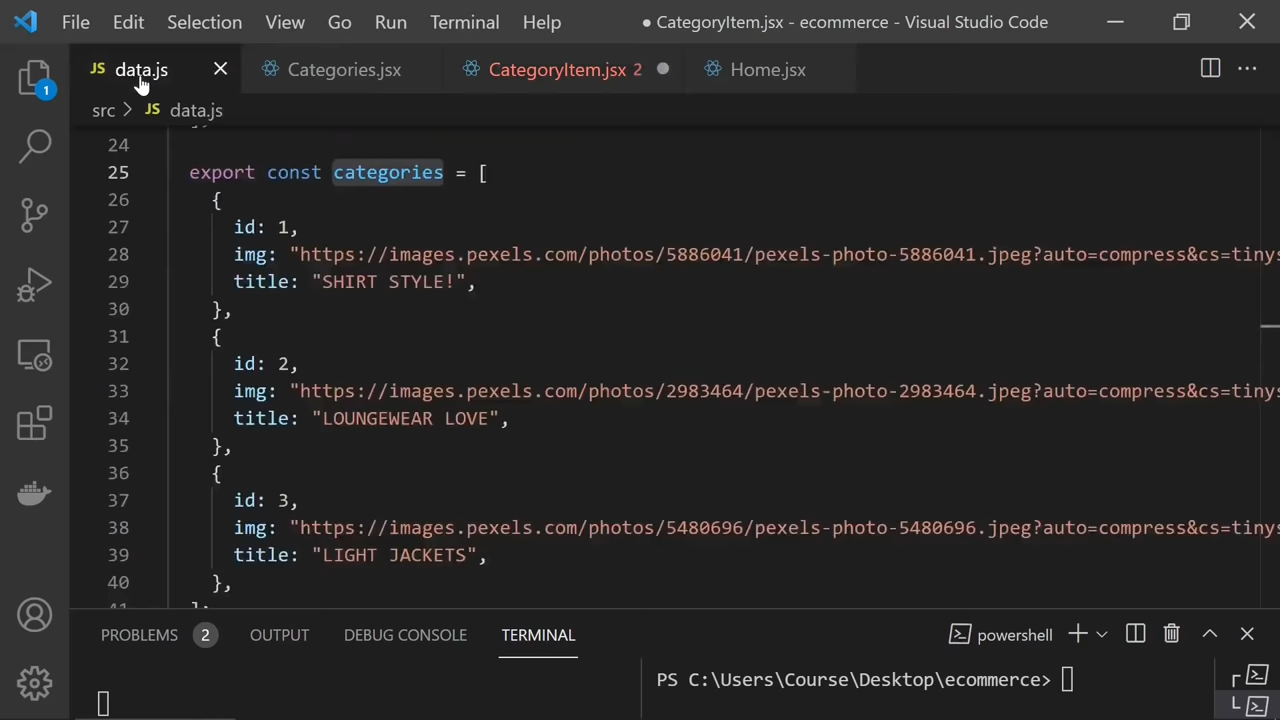 File Edit Selection View Go Run Terminal Help ● CategoryItem.jsx - ecommerce - Visual Studio Code
JS data.js Categories.jsx CategoryItem.jsx 2 Home.jsx
1
src > JS data.js
24
25 export const categories = [
26 {
27 id: 1,
28 img: "https://images.pexels.com/photos/5886041/pexels-photo-5886041.jpeg?auto=compress&cs=tinys
29 title: "SHIRT STYLE!",
30 },
31 {
32 id: 2,
33 img: "https://images.pexels.com/photos/2983464/pexels-photo-2983464.jpeg?auto=compress&cs=tinys
34 title: "LOUNGEWEAR LOVE",
35 },
36 {
37 id: 3,
38 img: "https://images.pexels.com/photos/5480696/pexels-photo-5480696.jpeg?auto=compress&cs=tinys
39 title: "LIGHT JACKETS",
40 },
41 ];
PROBLEMS 2 OUTPUT DEBUG CONSOLE TERMINAL powershell
PS C:\Users\Course\Desktop\ecommerce>